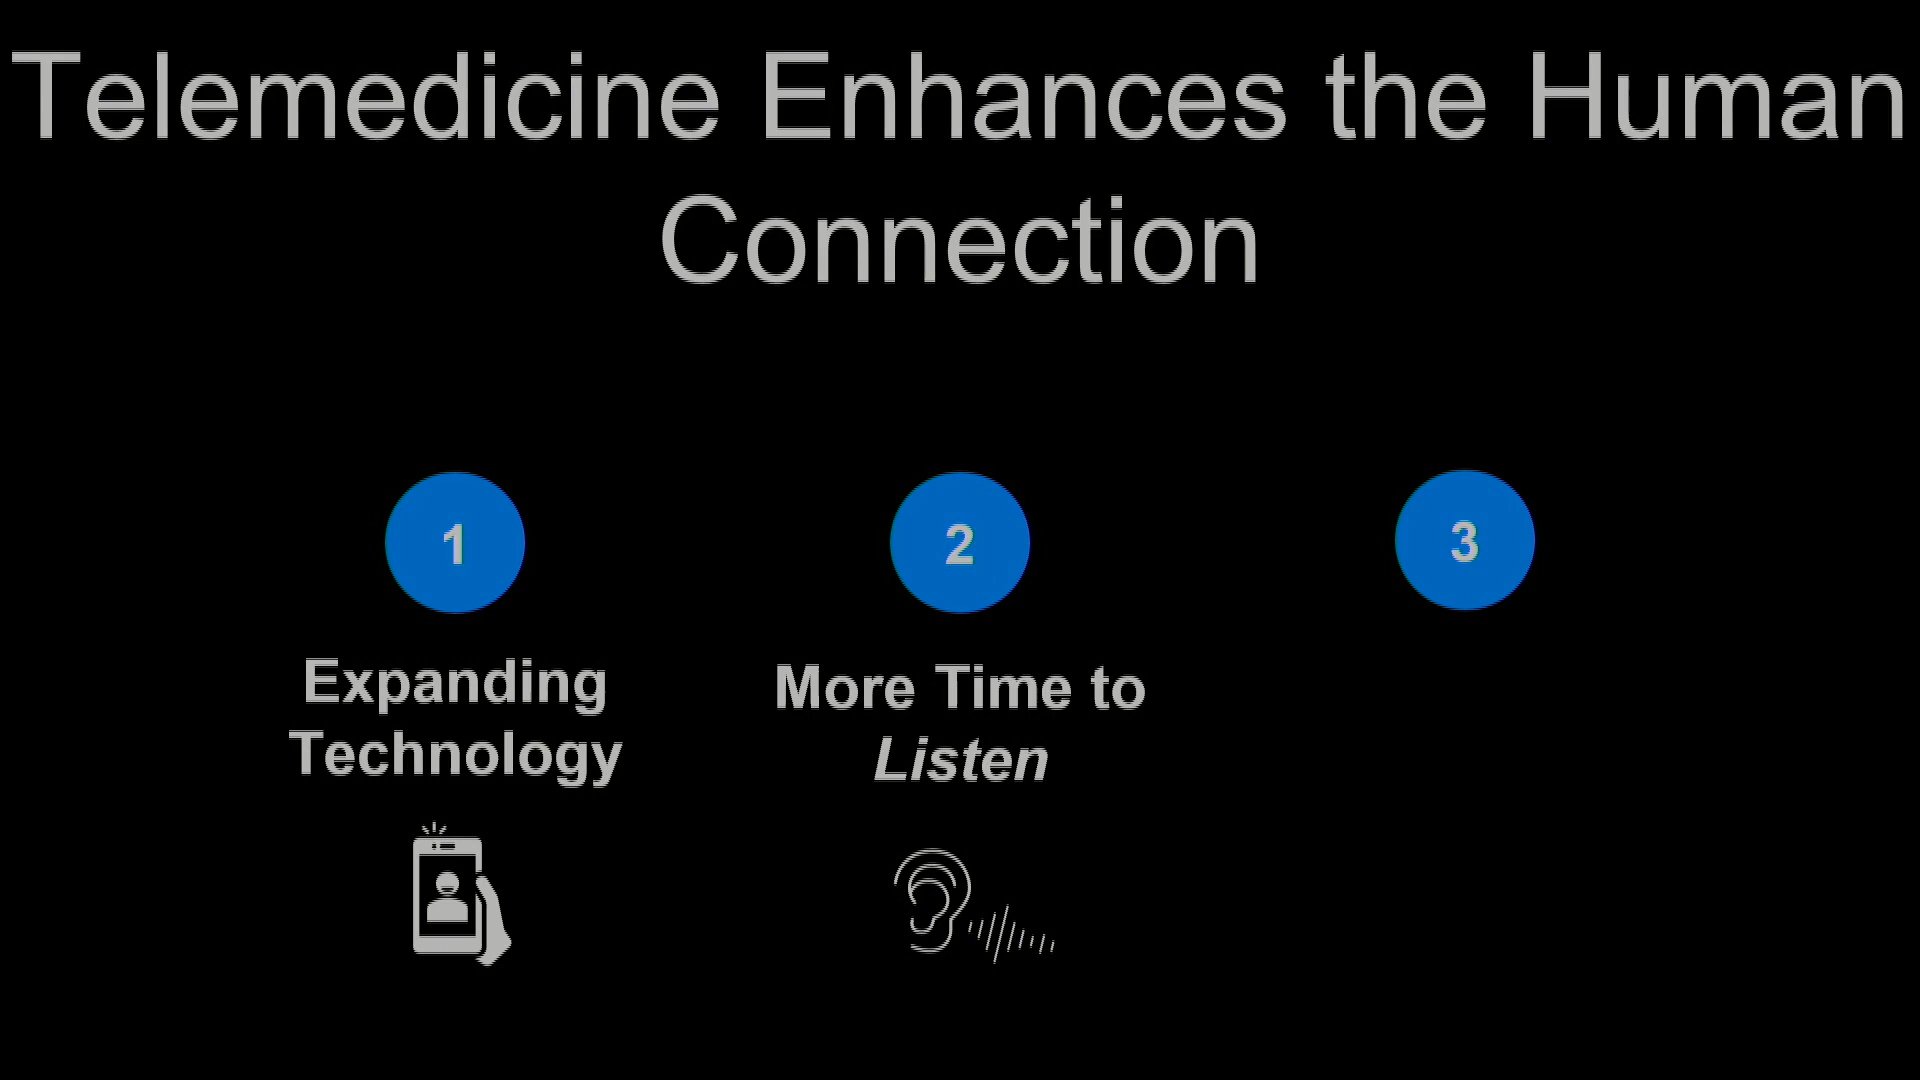 Telemedicine Enhances the Human
Connection
1
2
3
Expanding
Technology
More Time to
Listen